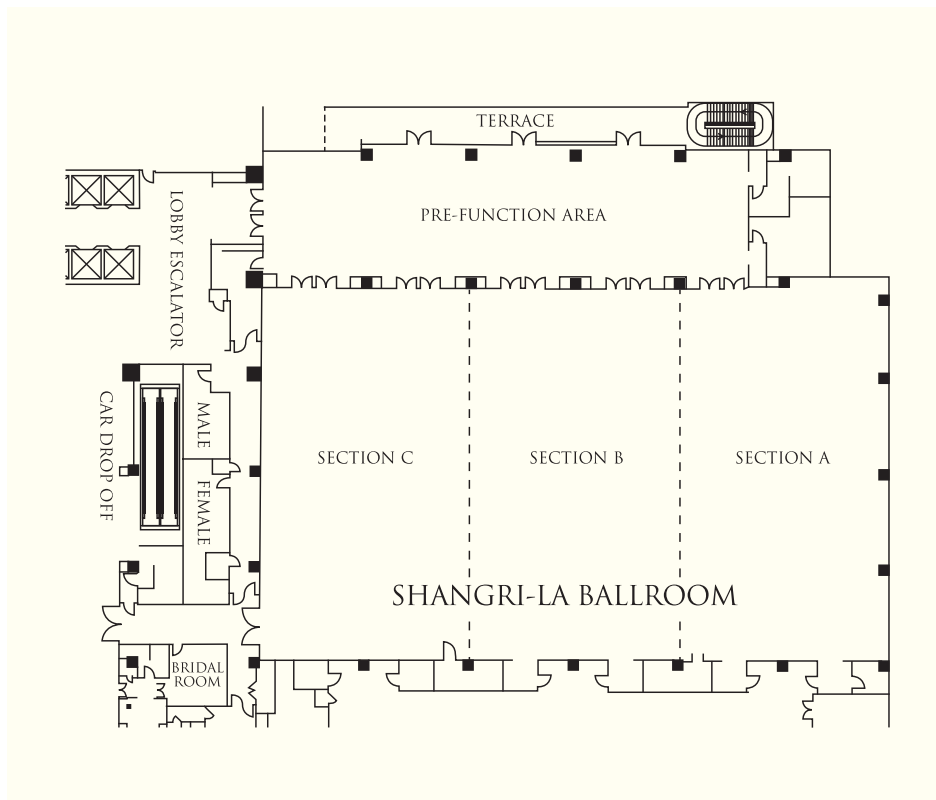 TERRACE
PRE-FUNCTION AREA
LOBBY ESCALATOR
CAR DROP OFF
MALE
FEMALE
SECTION C
SECTION B
SECTION A
SHANGRI-LA BALLROOM
BRIDAL
ROOM